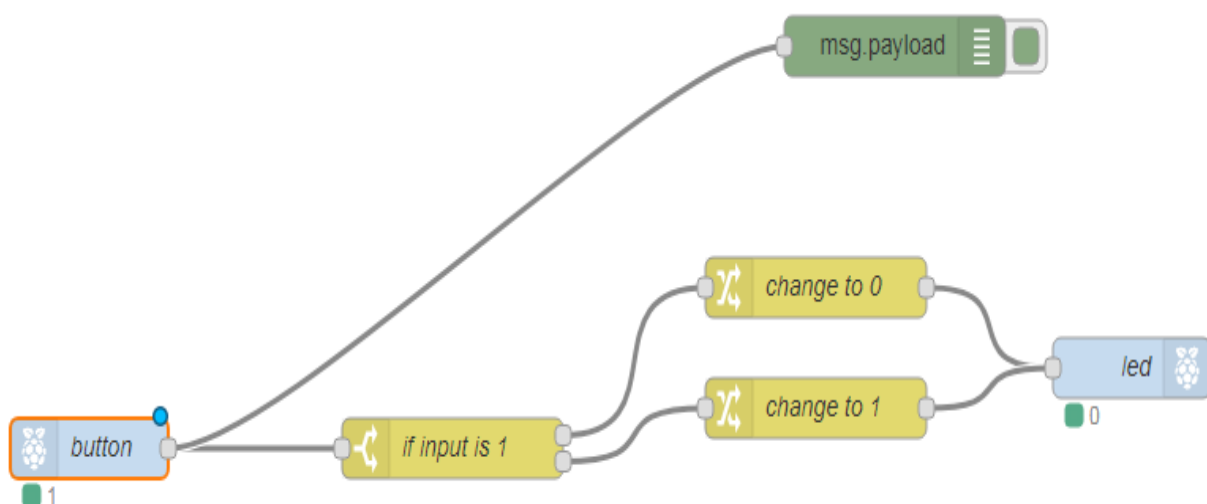 msg.payload
change to 0
change to 1
led
0
button
if input is 1
1